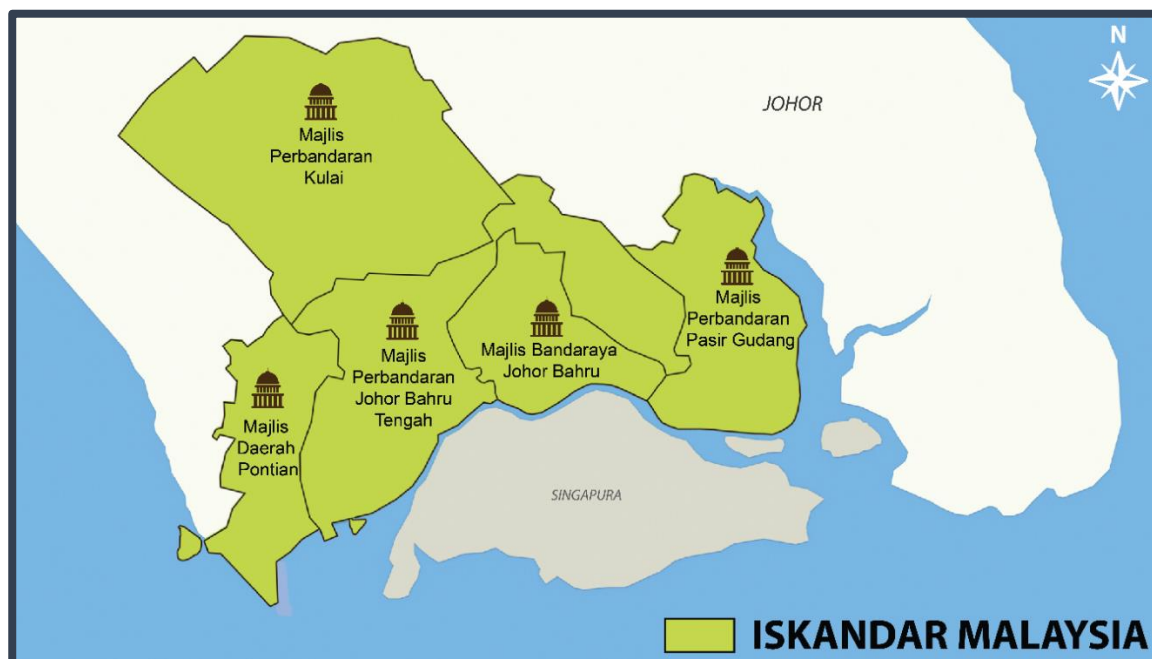 N
JOHOR
Majlis
Perbandaran
Kulai
Majlis
Perbandaran
Pasir Gudang
Majlis
Perbandaran
Johor Bahru
Tengah
Majlis Bandaraya
Johor Bahru
Majlis
Daerah
Pontian
SINGAPURA
ISKANDAR MALAYSIA